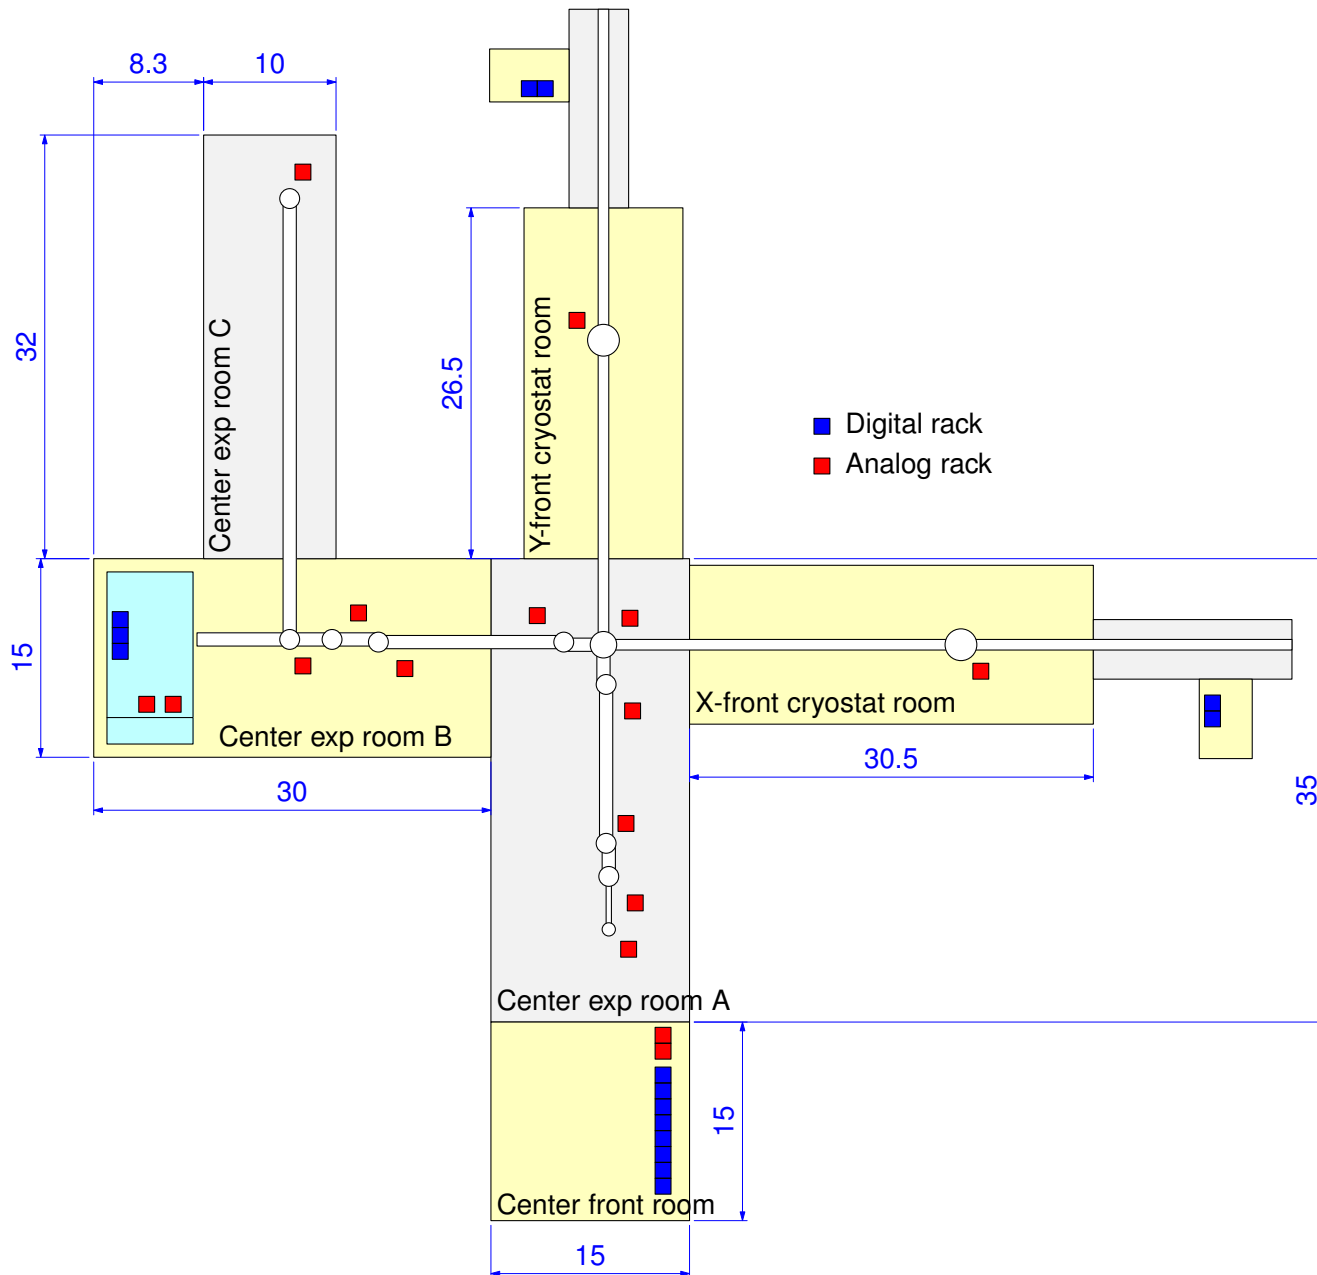 8.3
10
32
Center exp room C
26.5
Y-front cryostat room
Digital rack
Analog rack
15
Center exp room B
X-front cryostat room
30
30.5
35
Center exp room A
15
Center front room
15